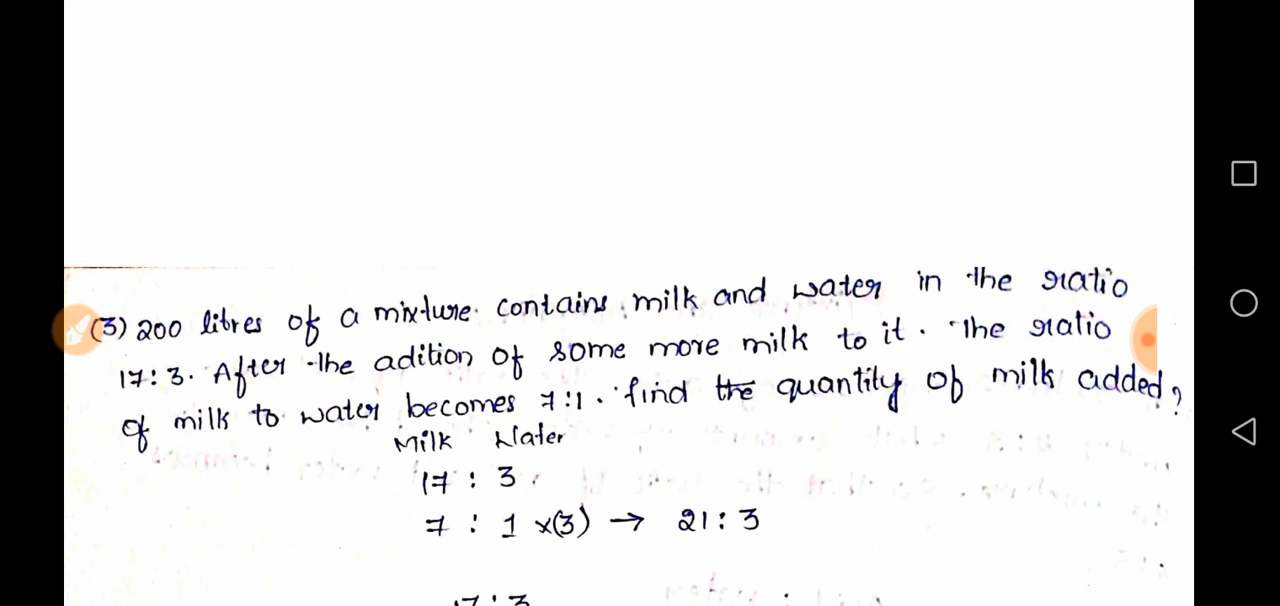 (3) 200 litres of a mixture contains milk and water in the ratio
17:3. After the adition of some more milk to it. The ratio
of milk to water becomes 7:1. find the quantity of milk added?
Milk Water
17 : 3
7 : 1 ×(3) → 21 : 3
17 : 3